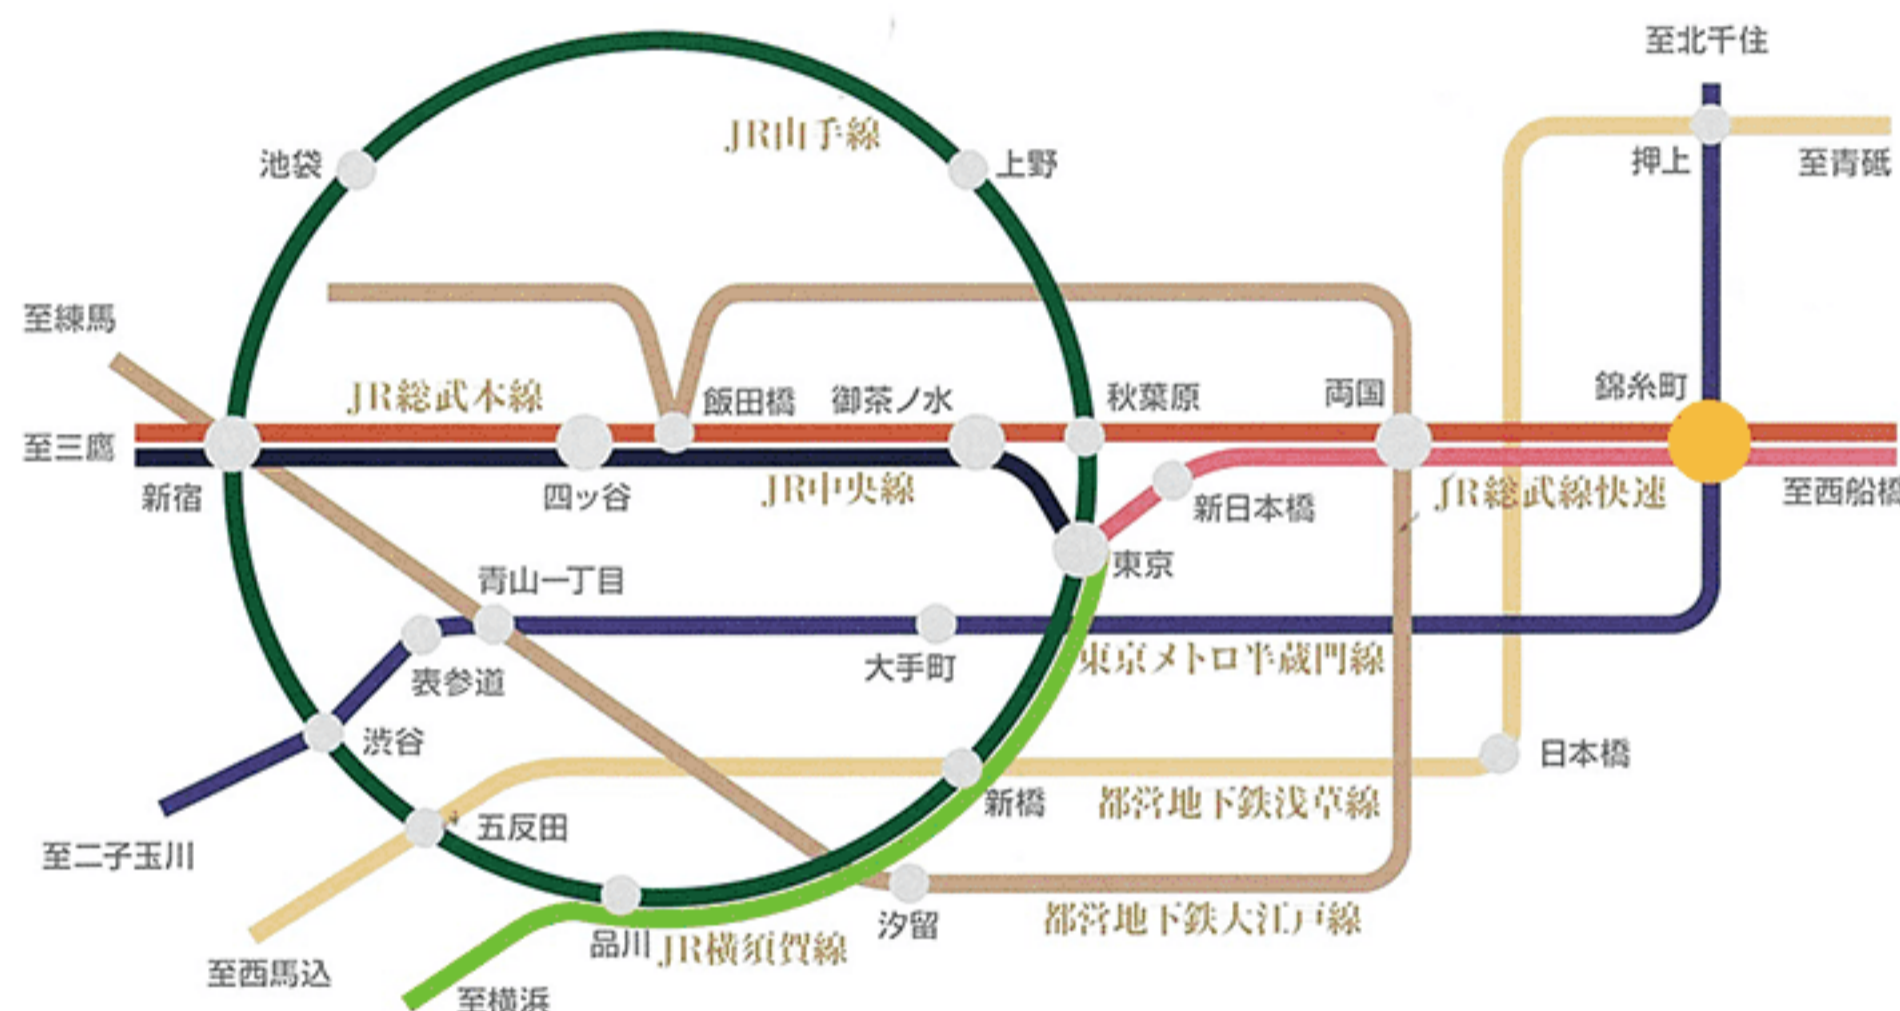 至北千住
JR山手線
池袋
上野
押上
至青砥
至練馬
JR総武本線
飯田橋
御茶ノ水
秋葉原
両国
錦糸町
至三鷹
新宿
四ッ谷
JR中央線
新日本橋
JR総武線快速
至西船橋
東京
青山一丁目
表参道
大手町
東京メトロ半蔵門線
渋谷
日本橋
新橋
都営地下鉄浅草線
五反田
至二子玉川
品川
JR横須賀線
汐留
都営地下鉄大江戸線
至西馬込
至横浜